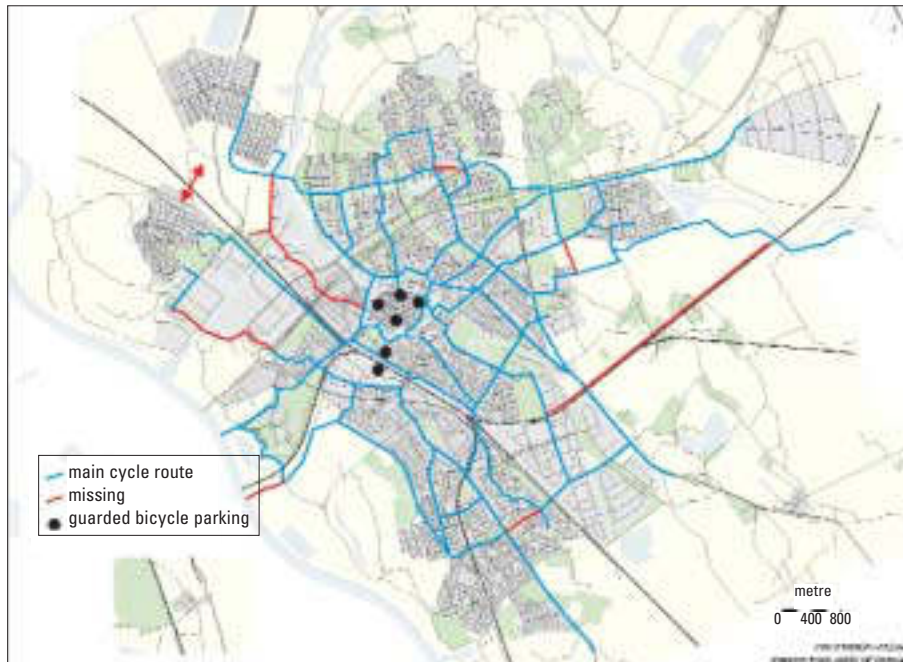 main cycle route
missing
guarded bicycle parking
metre
0 400 800